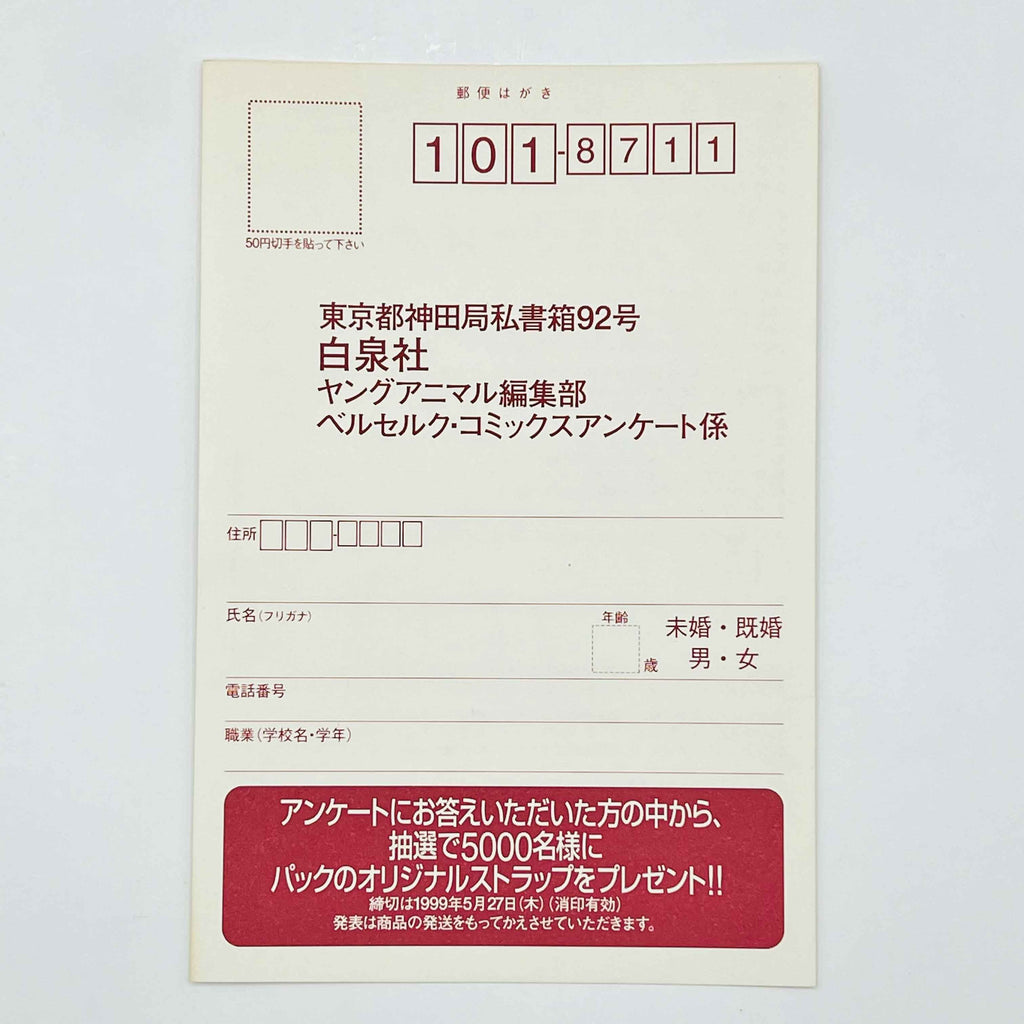 郵便はがき
101-8711
50円切手を貼って下さい
東京都神田局私書箱92号
白泉社
ヤングアニマル編集部
ベルセルク・コミックスアンケート係
住所
氏名(フリガナ)
年齢
歳
未婚・既婚
男・女
電話番号
職業(学校名・学年)
アンケートにお答えいただいた方の中から、
抽選で5000名様に
パックのオリジナルストラップをプレゼント!!
締切は1999年5月27日(木)(消印有効)
発表は商品の発送をもってかえさせていただきます。